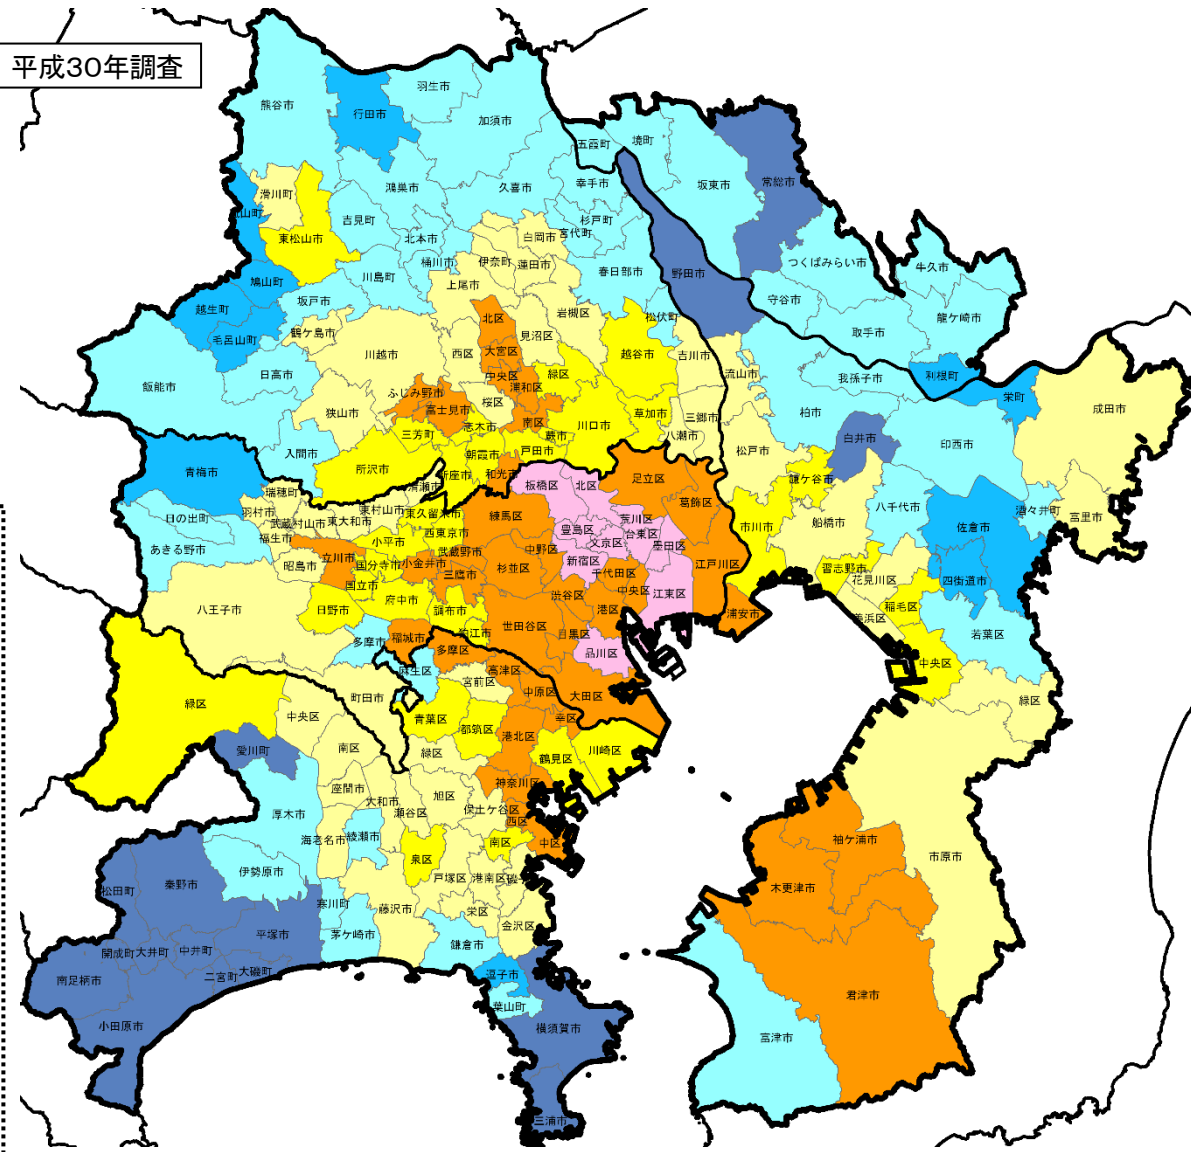 平成30年調査
羽生市
熊谷市
行田市
加須市
五霞町
境町
滑川町
鴻巣市
久喜市
幸手市
坂東市
常総市
吉見町
杉戸町
宮代町
東松山市
北本市
白岡市
桶川市
伊奈町
蓮田市
春日部市
野田市
つくばみらい市
牛久市
鳩山町
川島町
上尾市
坂戸市
越生町
岩槻区
松伏町
守谷市
龍ケ崎市
北区
鶴ケ島市
毛呂山町
見沼区
取手市
川越市
西区
大宮区
越谷市
吉川市
飯能市
日高市
中央区
緑区
流山市
我孫子市
利根町
浦和区
ふじみ野市
桜区
栄町
富士見市
狭山市
草加市
三郷市
柏市
成田市
南区
川口市
志木市
三芳町
蕨市
八潮市
白井市
印西市
入間市
戸田市
松戸市
朝霞市
所沢市
新座市
和光市
青梅市
足立区
鎌ケ谷市
板橋区
北区
清瀬市
瑞穂町
葛飾区
羽村市
東村山市
東久留米市
八千代市
酒々井町
日の出町
武蔵村山市
東大和市
練馬区
荒川区
船橋市
富里市
福生市
西東京市
豊島区
台東区
市川市
佐倉市
小平市
文京区
墨田区
あきる野市
武蔵野市
中野区
立川市
国分寺市
小金井市
新宿区
江戸川区
昭島市
杉並区
千代田区
習志野市
三鷹市
花見川区
四街道市
国立市
渋谷区
中央区
江東区
八王子市
日野市
府中市
調布市
港区
浦安市
稲毛区
美浜区
狛江市
世田谷区
目黒区
若葉区
多摩市
稲城市
多摩区
品川区
中央区
麻生区
高津区
宮前区
中原区
大田区
町田市
緑区
緑区
中央区
青葉区
幸区
都筑区
港北区
南区
愛川町
緑区
川崎区
鶴見区
座間市
神奈川区
旭区
大和市
厚木市
瀬谷区
保土ケ谷区
西区
綾瀬市
海老名市
南区
中区
袖ケ浦市
泉区
市原市
伊勢原市
戸塚区
港南区
秦野市
松田町
木更津市
寒川町
藤沢市
栄区
金沢区
平塚市
茅ケ崎市
鎌倉市
開成町
大井町
中井町
大磯町
二宮町
逗子市
南足柄市
君津市
葉山町
小田原市
横須賀市
富津市
三浦市